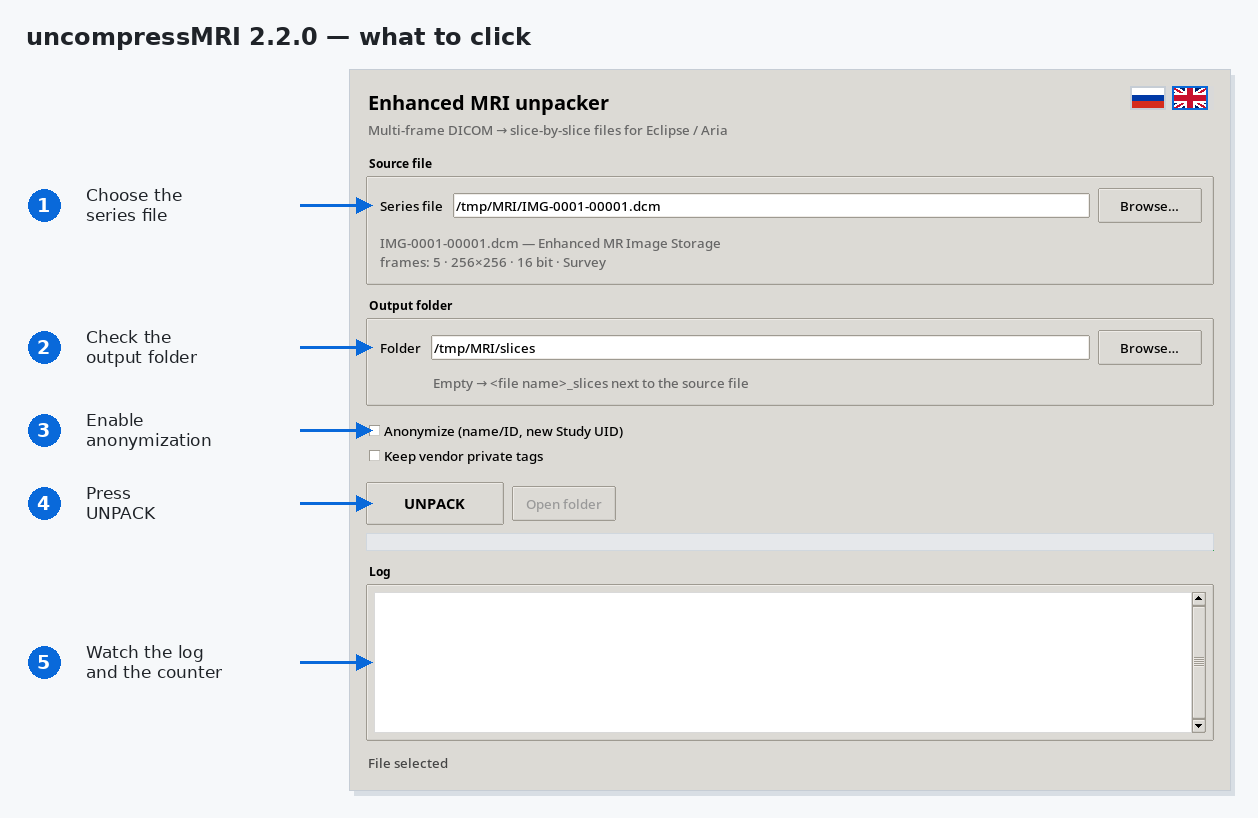 uncompressMRI 2.2.0 — what to click
Enhanced MRI unpacker
Multi-frame DICOM → slice-by-slice files for Eclipse / Aria
Source file
1
Choose the
series file
Series file
/tmp/MRI/IMG-0001-00001.dcm
Browse...
IMG-0001-00001.dcm — Enhanced MR Image Storage
frames: 5 · 256×256 · 16 bit · Survey
Output folder
2
Check the
output folder
Folder
/tmp/MRI/slices
Browse...
Empty → <file name>_slices next to the source file
3
Enable
anonymization
Anonymize (name/ID, new Study UID)
Keep vendor private tags
4
Press
UNPACK
UNPACK
Open folder
Log
5
Watch the log
and the counter
File selected